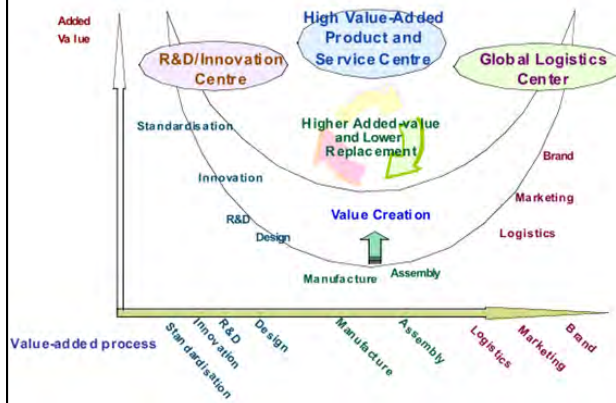 Added
Value
High Value-Added
Product and
Service Centre
R&D/Innovation
Centre
Global Logistics
Center
Higher Added-value
and Lower
Replacement
Standardisation
Innovation
R&D
Design
Value Creation
Manufacture
Assembly
Brand
Marketing
Logistics
Value-added process
Standardisation
Innovation
R&D
Design
Manufacture
Assembly
Logistics
Marketing
Brand